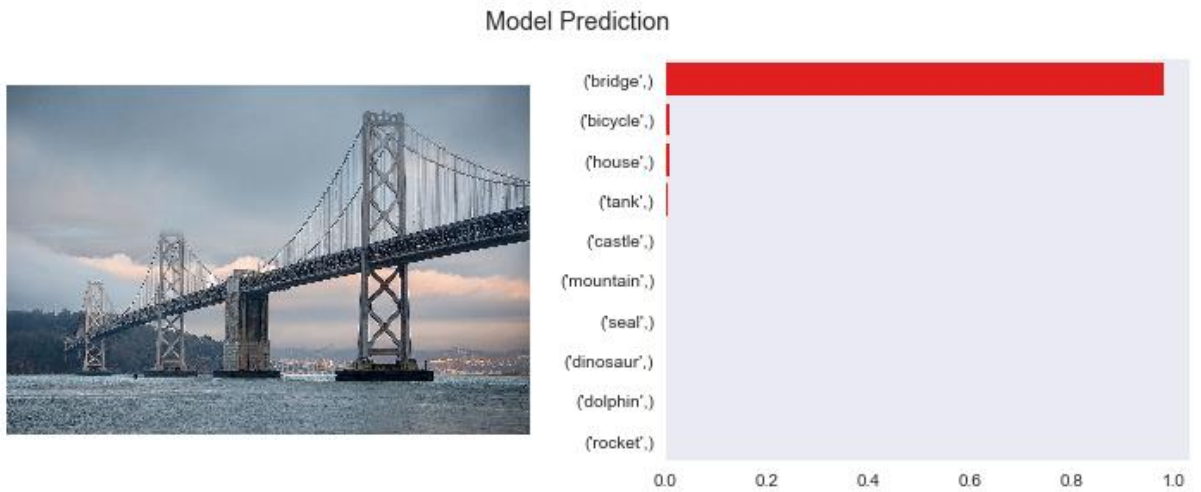 Model Prediction
('bridge',)
('bicycle',)
('house',)
('tank',)
('castle',)
('mountain',)
('seal',)
('dinosaur',)
('dolphin',)
('rocket',)
0.0 0.2 0.4 0.6 0.8 1.0